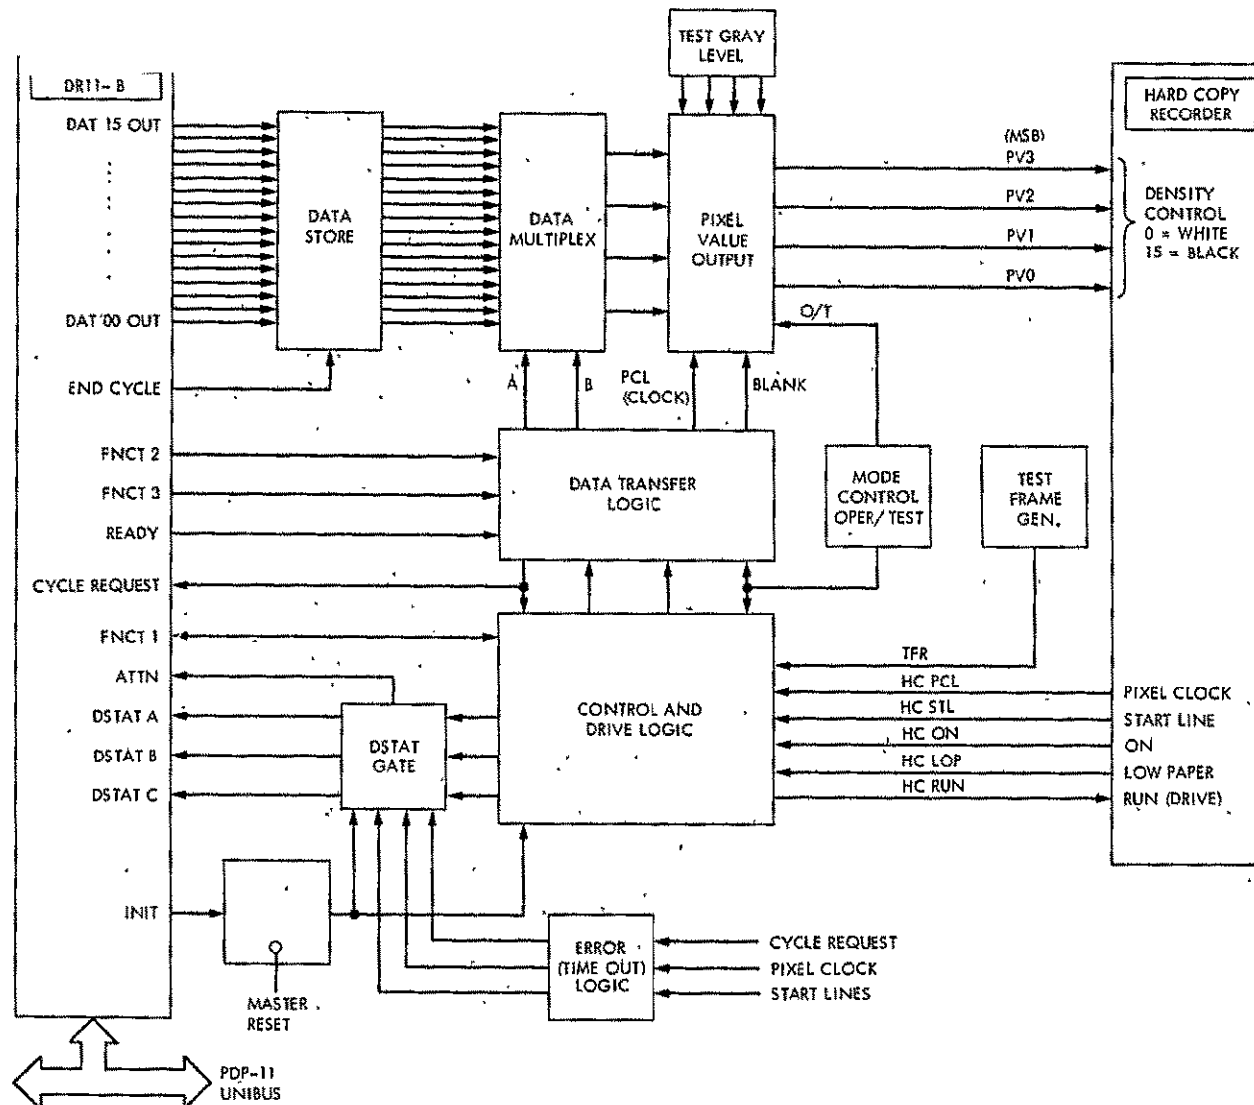 TEST GRAY
LEVEL
DR11-B
HARD COPY
RECORDER
DAT 15 OUT
DATA
STORE
DATA
MULTIPLEX
PIXEL
VALUE
OUTPUT
(MSB)
PV3
PV2
PV1
PV0
DENSITY
CONTROL
0 = WHITE
15 = BLACK
DAT 00 OUT
O/T
END CYCLE
A
B
PCL
(CLOCK)
BLANK
FNCT 2
FNCT 3
READY
DATA TRANSFER
LOGIC
MODE
CONTROL
OPER/TEST
TEST
FRAME
GEN.
CYCLE REQUEST
FNCT 1
ATTN
DSTAT A
DSTAT B
DSTAT C
DSTAT
GATE
CONTROL AND
DRIVE LOGIC
TFR
HC PCL
HC STL
HC ON
HC LOP
HC RUN
PIXEL CLOCK
START LINE
ON
LOW PAPER
RUN (DRIVE)
INIT
MASTER
RESET
ERROR
(TIME OUT)
LOGIC
CYCLE REQUEST
PIXEL CLOCK
START LINES
PDP-11
UNIBUS